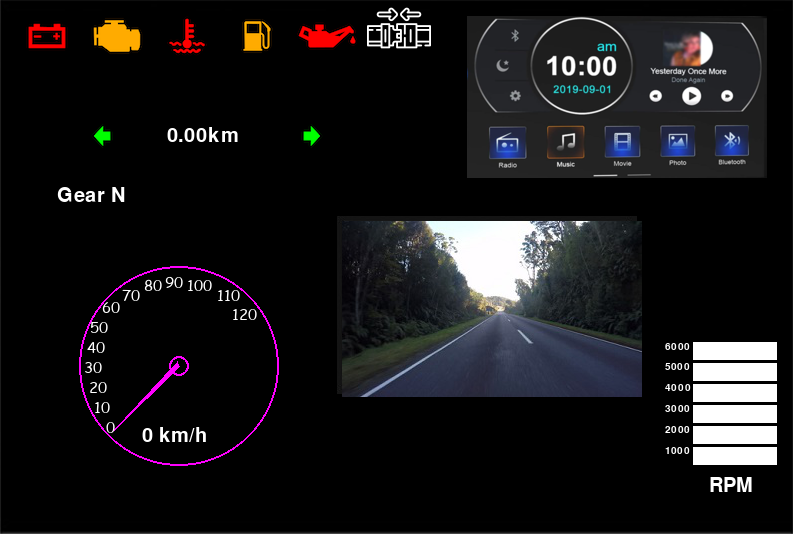 am
10:00
2019-09-01
Yesterday Once More
Done Again
0.00km
Radio
Music
Movie
Photo
Bluetooth
Gear N
0
10
20
30
40
50
60
70
80
90
100
110
120
0 km/h
6000
5000
4000
3000
2000
1000
RPM